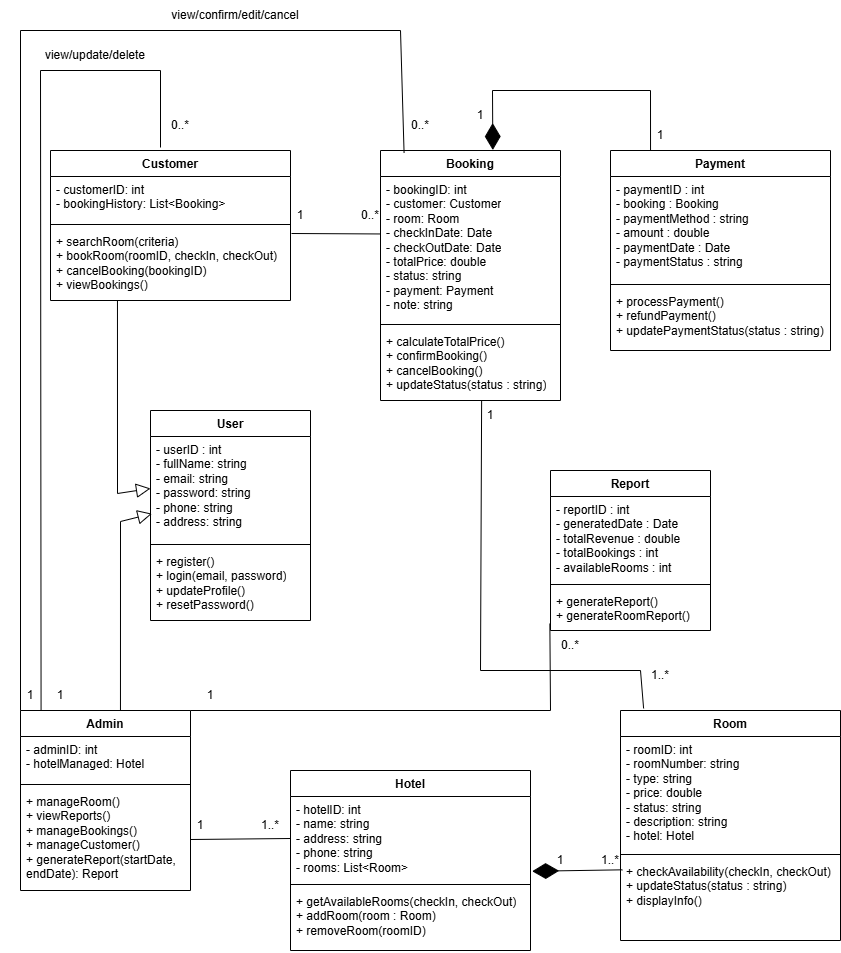 view/confirm/edit/cancel
view/update/delete
0..*
0..*
1
1
Customer
- customerID: int
- bookingHistory: List<Booking>
+ searchRoom(criteria)
+ bookRoom(roomID, checkIn, checkOut)
+ cancelBooking(bookingID)
+ viewBookings()
1
0..*
Booking
- bookingID: int
- customer: Customer
- room: Room
- checkInDate: Date
- checkOutDate: Date
- totalPrice: double
- status: string
- payment: Payment
- note: string
+ calculateTotalPrice()
+ confirmBooking()
+ cancelBooking()
+ updateStatus(status : string)
1
Payment
- paymentID : int
- booking : Booking
- paymentMethod : string
- amount : double
- paymentDate : Date
- paymentStatus : string
+ processPayment()
+ refundPayment()
+ updatePaymentStatus(status : string)
User
- userID : int
- fullName: string
- email: string
- password: string
- phone: string
- address: string
+ register()
+ login(email, password)
+ updateProfile()
+ resetPassword()
Report
- reportID : int
- generatedDate : Date
- totalRevenue : double
- totalBookings : int
- availableRooms : int
+ generateReport()
+ generateRoomReport()
0..*
1..*
1
1
1
Admin
- adminID: int
- hotelManaged: Hotel
+ manageRoom()
+ viewReports()
+ manageBookings()
+ manageCustomer()
+ generateReport(startDate,
endDate): Report
1
1..*
Hotel
- hotelID: int
- name: string
- address: string
- phone: string
- rooms: List<Room>
+ getAvailableRooms(checkIn, checkOut)
+ addRoom(room : Room)
+ removeRoom(roomID)
1
1..*
Room
- roomID: int
- roomNumber: string
- type: string
- price: double
- status: string
- description: string
- hotel: Hotel
+ checkAvailability(checkIn, checkOut)
+ updateStatus(status : string)
+ displayInfo()